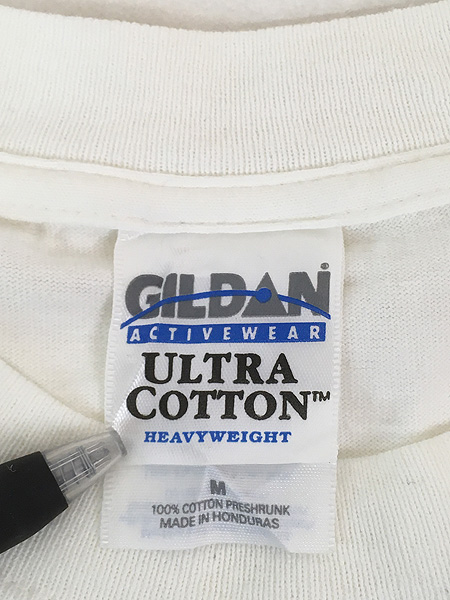 GILDAN®
ACTIVEWEAR
ULTRA
COTTON™
HEAVYWEIGHT
M
100% COTTON PRESHRUNK
MADE IN HONDURAS